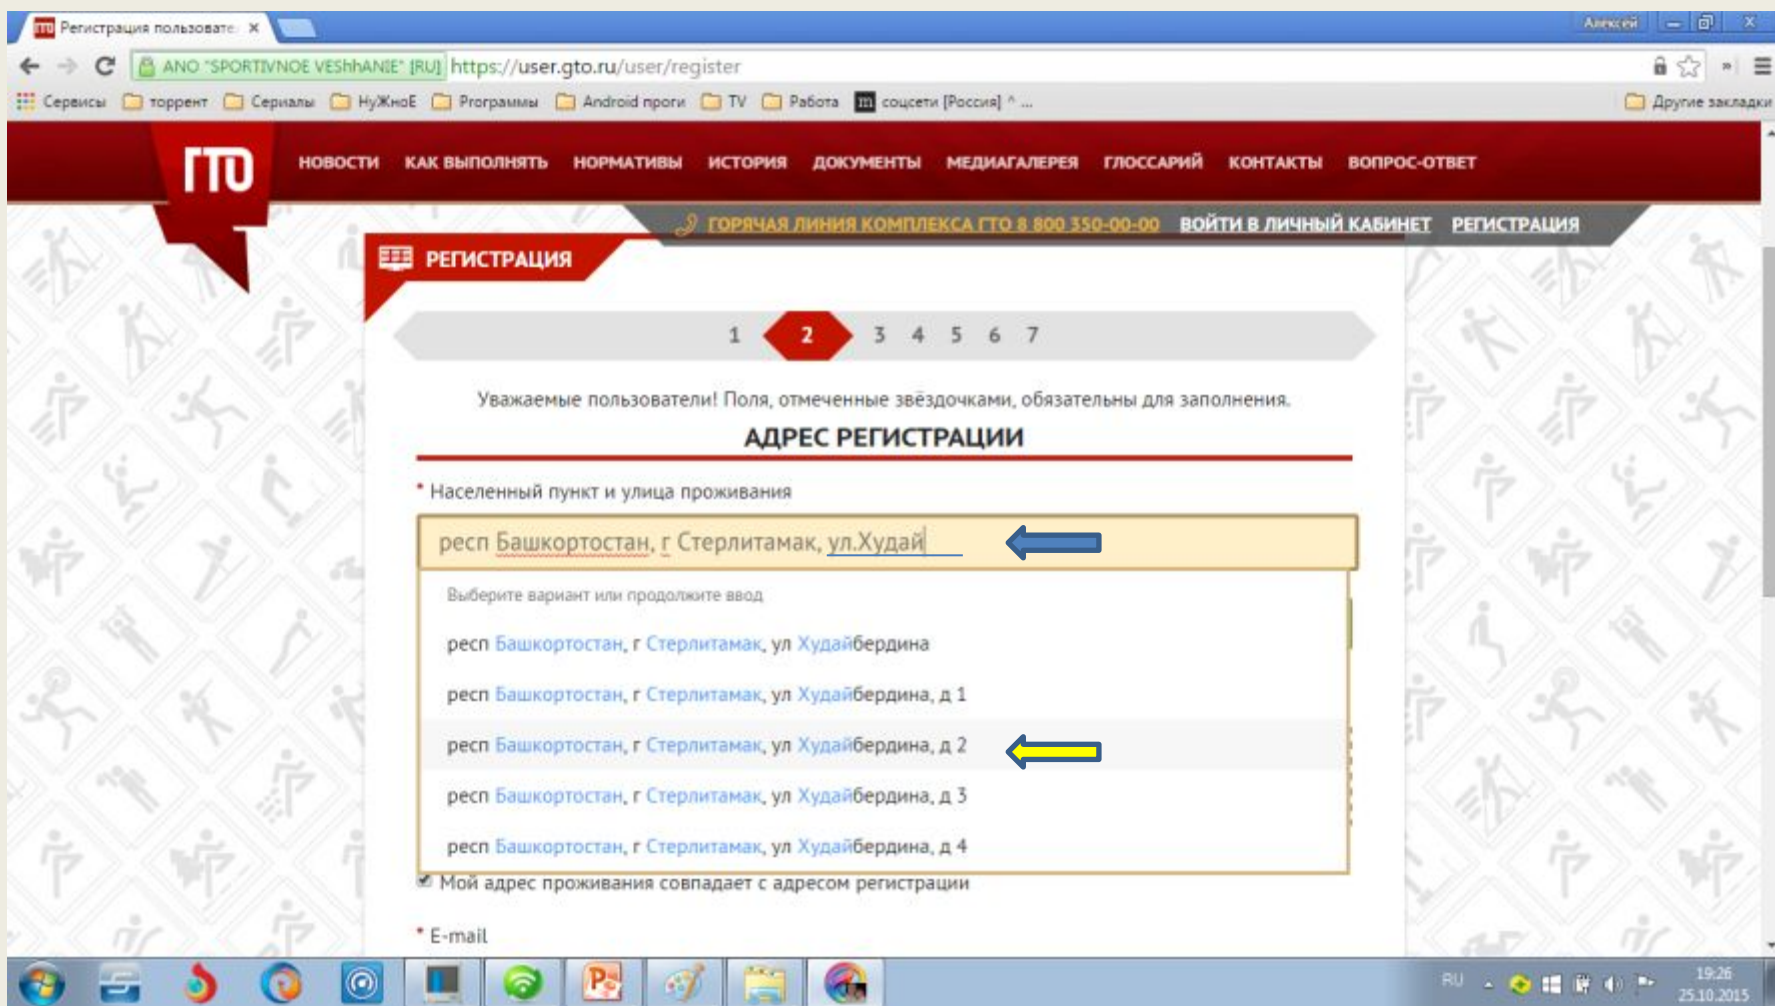 Регистрация пользовате
Алексей
ANO "SPORTIVNOE VEShhANIE" [RU] https://user.gto.ru/user/register
Сервисы торрент Сериалы НуЖноЕ Prorpаммы Android проги TV Работа m соцсети [Россия] ^ ... Другие закладки
ГТО НОВОСТИ КАК ВЫПОЛНЯТЬ НОРМАТИВЫ ИСТОРИЯ ДОКУМЕНТЫ МЕДИАГАЛЕРЕЯ ГЛОССАРИЙ КОНТАКТЫ ВОПРОС-ОТВЕТ
ГОРЯЧАЯ ЛИНИЯ КОМПЛЕКСА ГТО 8 800 350-00-00 ВОЙТИ В ЛИЧНЫЙ КАБИНЕТ РЕГИСТРАЦИЯ
РЕГИСТРАЦИЯ
1 2 3 4 5 6 7
Уважаемые пользователи! Поля, отмеченные звёздочками, обязательны для заполнения.
АДРЕС РЕГИСТРАЦИИ
* Населенный пункт и улица проживания
респ Башкортостан, г Стерлитамак, ул.Худай
Выберите вариант или продолжите ввод
респ Башкортостан, г Стерлитамак, ул Худайбердина
респ Башкортостан, г Стерлитамак, ул Худайбердина, д 1
респ Башкортостан, г Стерлитамак, ул Худайбердина, д 2
респ Башкортостан, г Стерлитамак, ул Худайбердина, д 3
респ Башкортостан, г Стерлитамак, ул Худайбердина, д 4
Мой адрес проживания совпадает с адресом регистрации
* E-mail
RU 19:26
25.10.2015